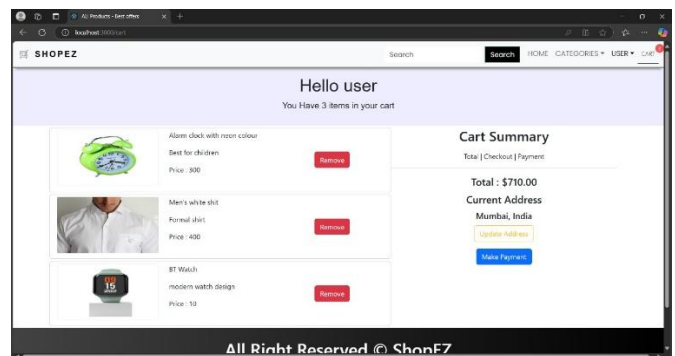 All Products - Best offers
localhost:3000/cart
SHOPEZ
Search
Search
HOME CATEGORIES USER CART
Hello user
You Have 3 items in your cart
Alarm clock with neon colour
Best for children
Price : 300
Remove
Men's white shit
Formal shirt
Price : 400
Remove
BT Watch
modern watch design
Price : 10
Remove
Cart Summary
Total | Checkout | Payment
Total : $710.00
Current Address
Mumbai, India
Update Address
Make Payment
All Right Reserved © ShopEZ